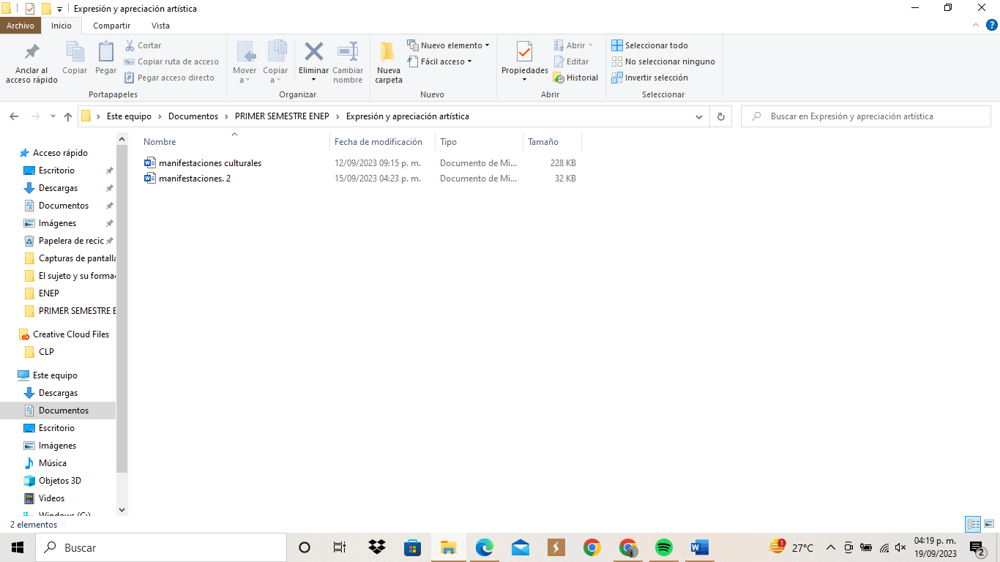 Expresión y apreciación artística
Archivo Inicio Compartir Vista
Anclar al acceso rápido
Copiar
Pegar
Cortar
Copiar ruta de acceso
Pegar acceso directo
Portapapeles
Mover a
Copiar a
Eliminar
Cambiar nombre
Organizar
Nueva carpeta
Nuevo elemento
Fácil acceso
Nuevo
Propiedades
Abrir
Editar
Historial
Abrir
Seleccionar todo
No seleccionar ninguno
Invertir selección
Seleccionar
Este equipo Documentos PRIMER SEMESTRE ENEP Expresión y apreciación artística
Buscar en Expresión y apreciación artística
Nombre Fecha de modificación Tipo Tamaño
manifestaciones culturales 12/09/2023 09:15 p. m. Documento de Mi... 228 KB
manifestaciones. 2 15/09/2023 04:23 p. m. Documento de Mi... 32 KB
Acceso rápido
Escritorio
Descargas
Documentos
Imágenes
Papelera de recic
Capturas de pantalla
El sujeto y su forma
ENEP
PRIMER SEMESTRE E
Creative Cloud Files
CLP
Este equipo
Descargas
Documentos
Escritorio
Imágenes
Música
Objetos 3D
Videos
Windows (C:)
2 elementos
Buscar
1
27°C
04:19 p. m.
19/09/2023
2